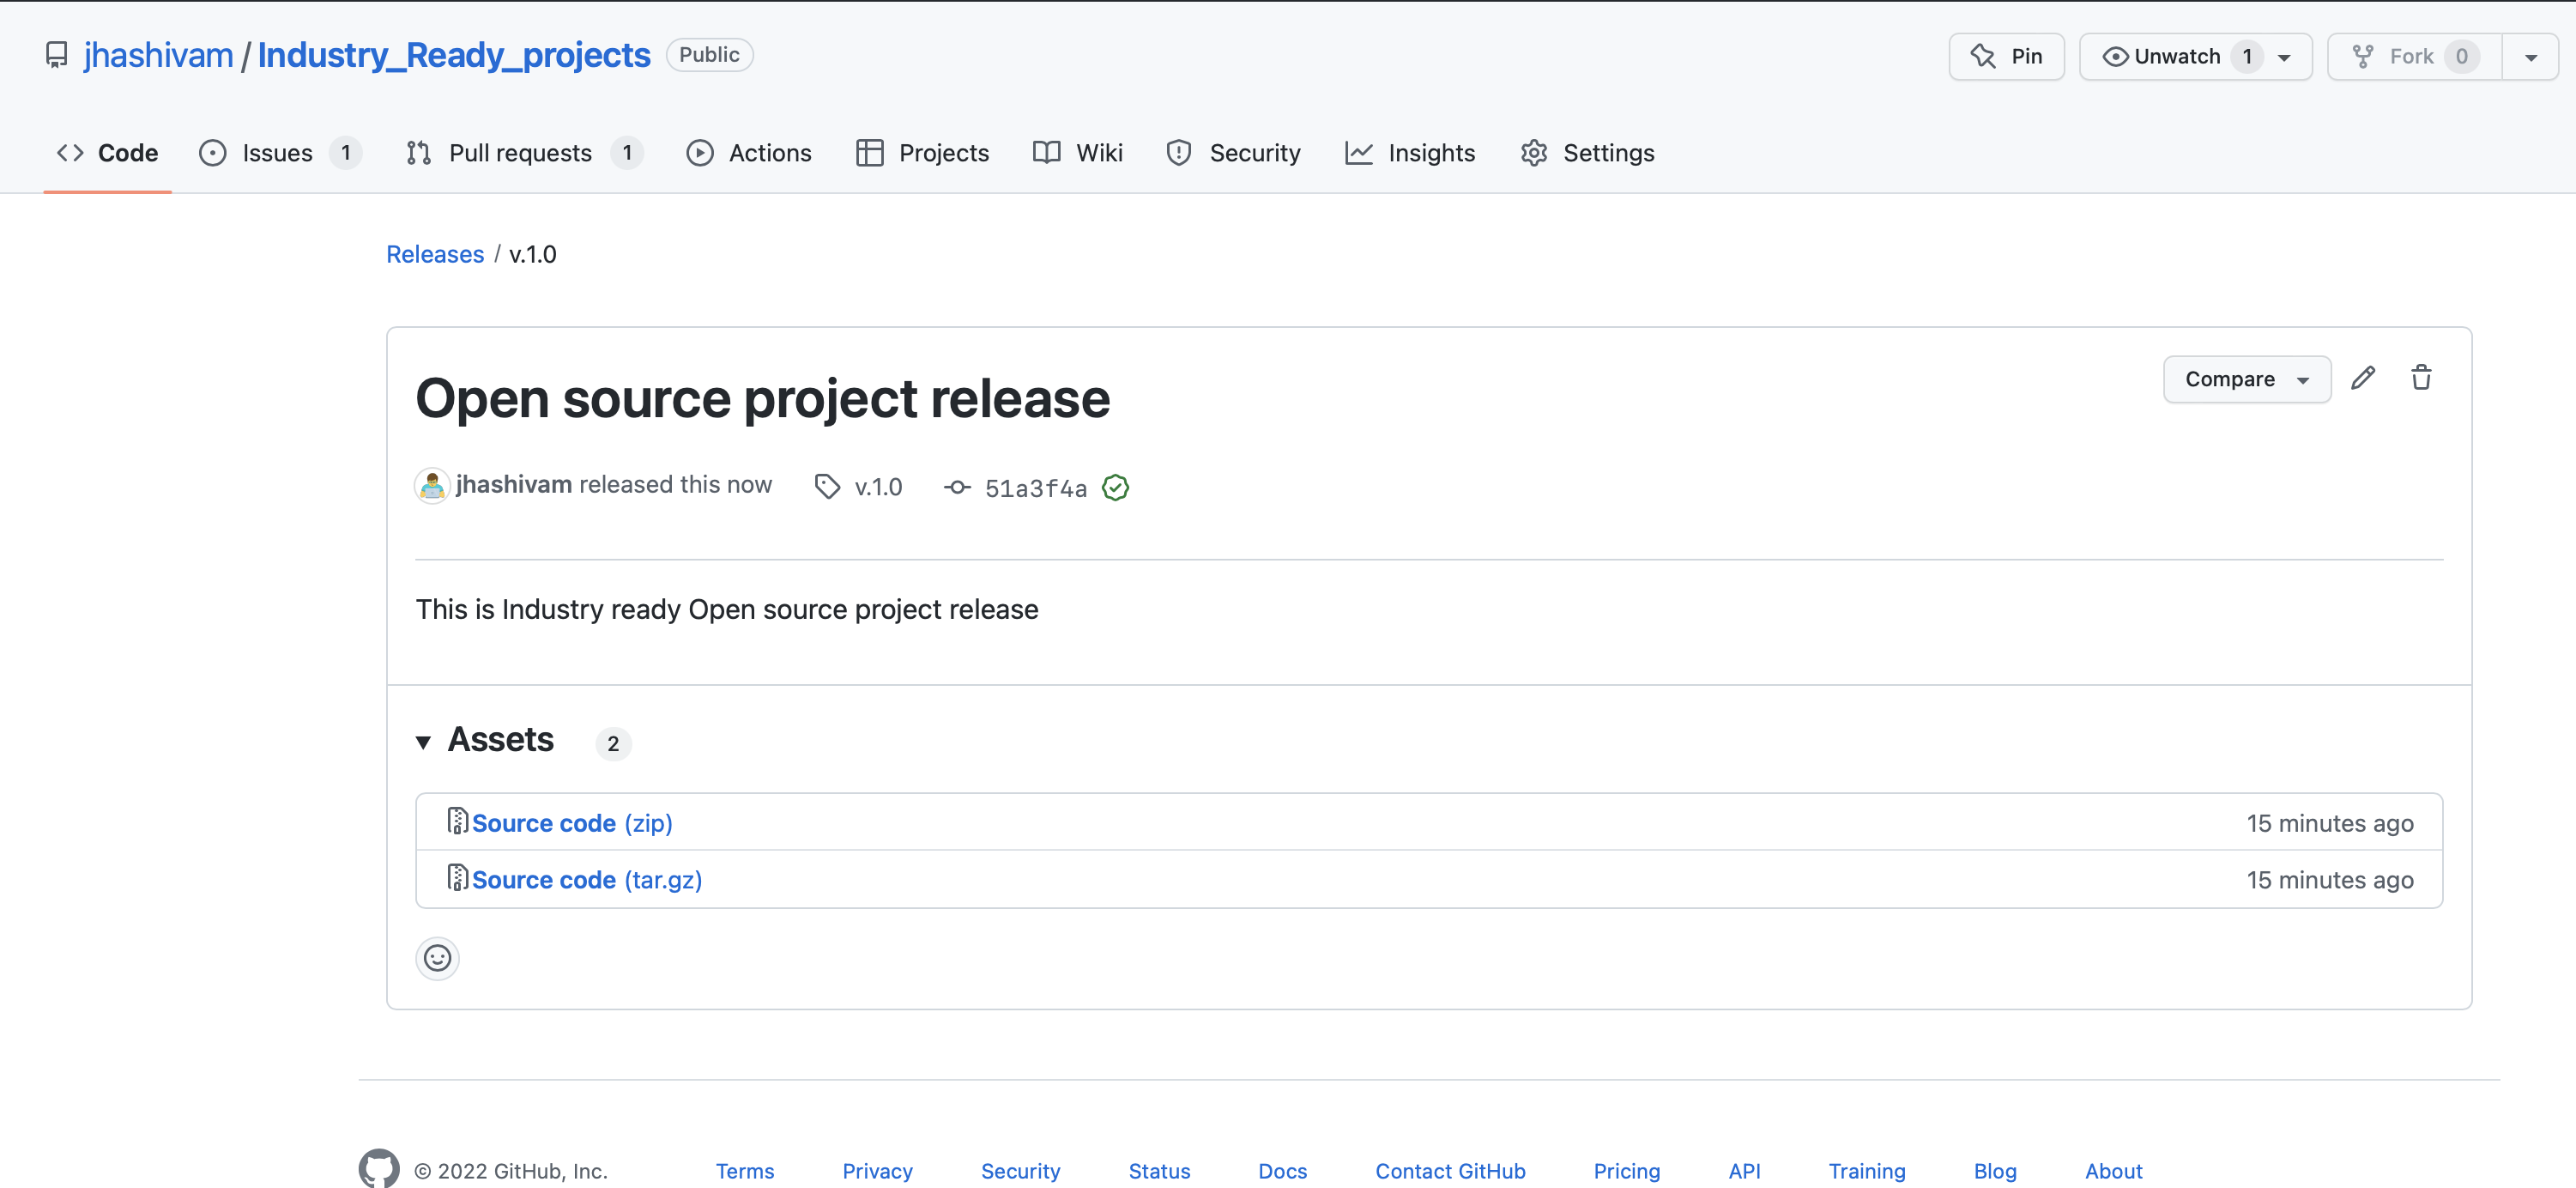 jhashivam / Industry_Ready_projects Public Pin Unwatch 1 Fork 0
Code Issues 1 Pull requests 1 Actions Projects Wiki Security Insights Settings
Releases / v.1.0
Open source project release
Compare
jhashivam released this now v.1.0 51a3f4a
This is Industry ready Open source project release
Assets 2
Source code (zip) 15 minutes ago
Source code (tar.gz) 15 minutes ago
© 2022 GitHub, Inc. Terms Privacy Security Status Docs Contact GitHub Pricing API Training Blog About